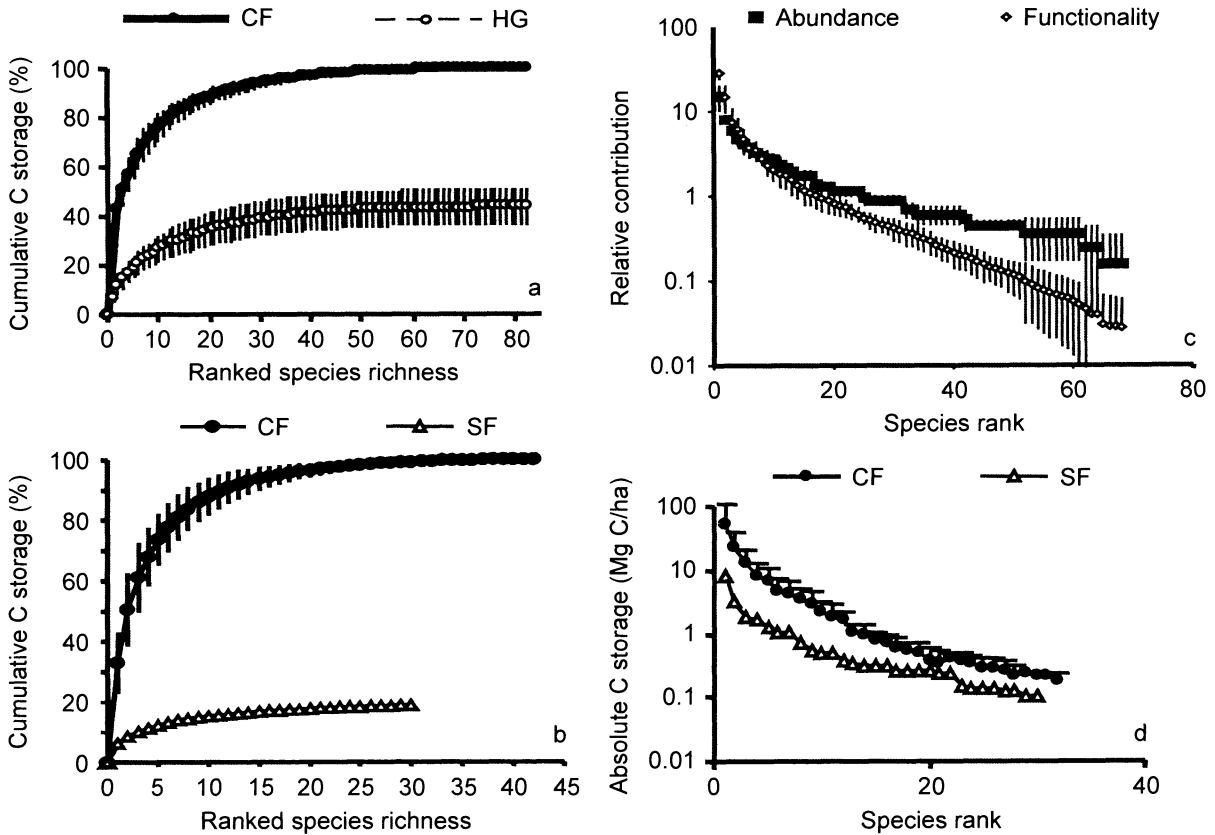 CF HG
Cumulative C storage (%)
100
80
60
40
20
0
a
0 10 20 30 40 50 60 70 80
Ranked species richness
CF SF
Cumulative C storage (%)
100
80
60
40
20
0
b
0 5 10 15 20 25 30 35 40 45
Ranked species richness
Abundance Functionality
Relative contribution
100
10
1
0.1
0.01
c
0 20 40 60 80
Species rank
CF SF
Absolute C storage (Mg C/ha)
100
10
1
0.1
0.01
d
0 20 40
Species rank